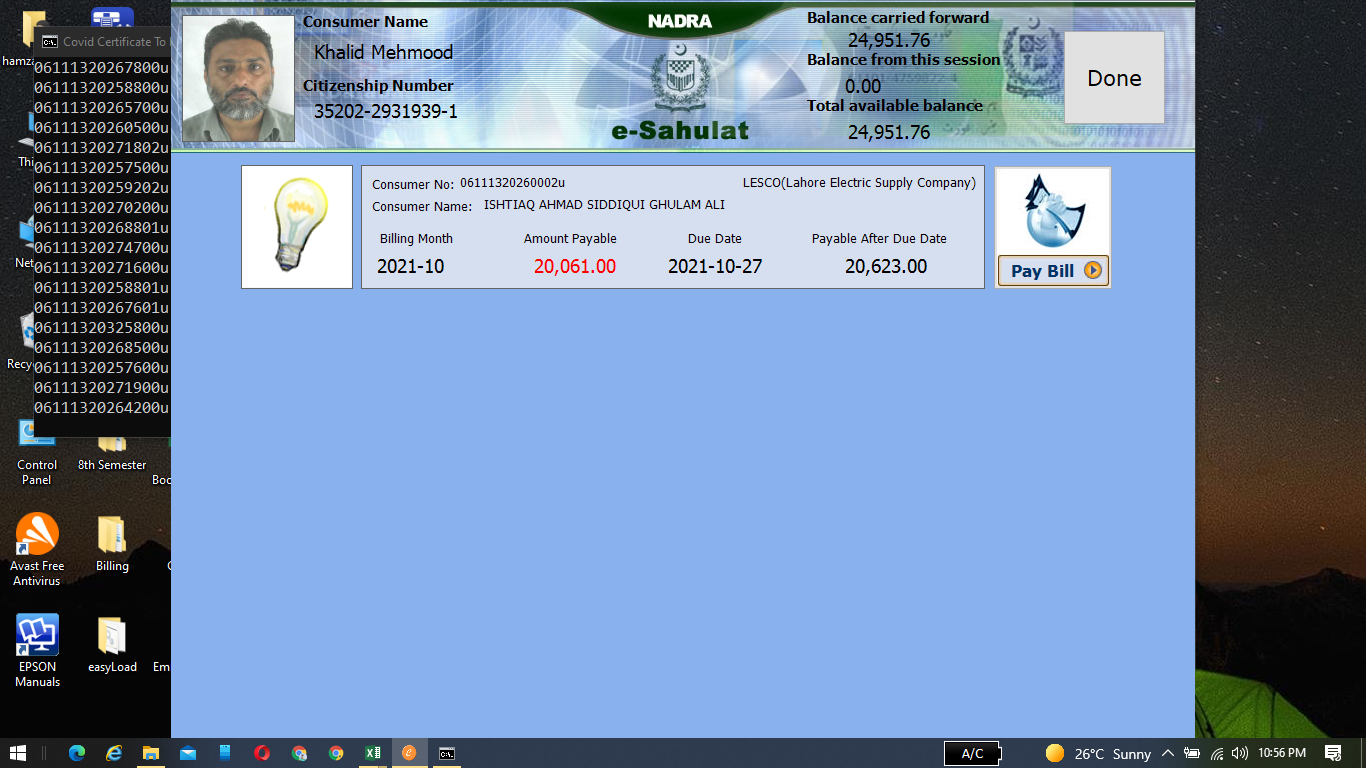 hamza
Covid Certificate To
06111320267800u
06111320258800u
06111320265700u
06111320260500u
06111320271802u
06111320257500u
06111320259202u
06111320270200u
06111320268801u
06111320274700u
06111320271600u
06111320258801u
06111320267601u
06111320325800u
06111320268500u
06111320257600u
06111320271900u
06111320264200u
Thi
Net
Recy
Control
Panel
8th Semester
Boo
Avast Free
Antivirus
Billing
EPSON
Manuals
easyLoad
Em
Consumer Name
Khalid Mehmood
Citizenship Number
35202-2931939-1
NADRA
e-Sahulat
Balance carried forward
24,951.76
Balance from this session
0.00
Total available balance
24,951.76
Done
Consumer No: 06111320260002u LESCO(Lahore Electric Supply Company)
Consumer Name: ISHTIAQ AHMAD SIDDIQUI GHULAM ALI
Billing Month Amount Payable Due Date Payable After Due Date
2021-10 20,061.00 2021-10-27 20,623.00
Pay Bill
A/C
26°C Sunny
10:56 PM